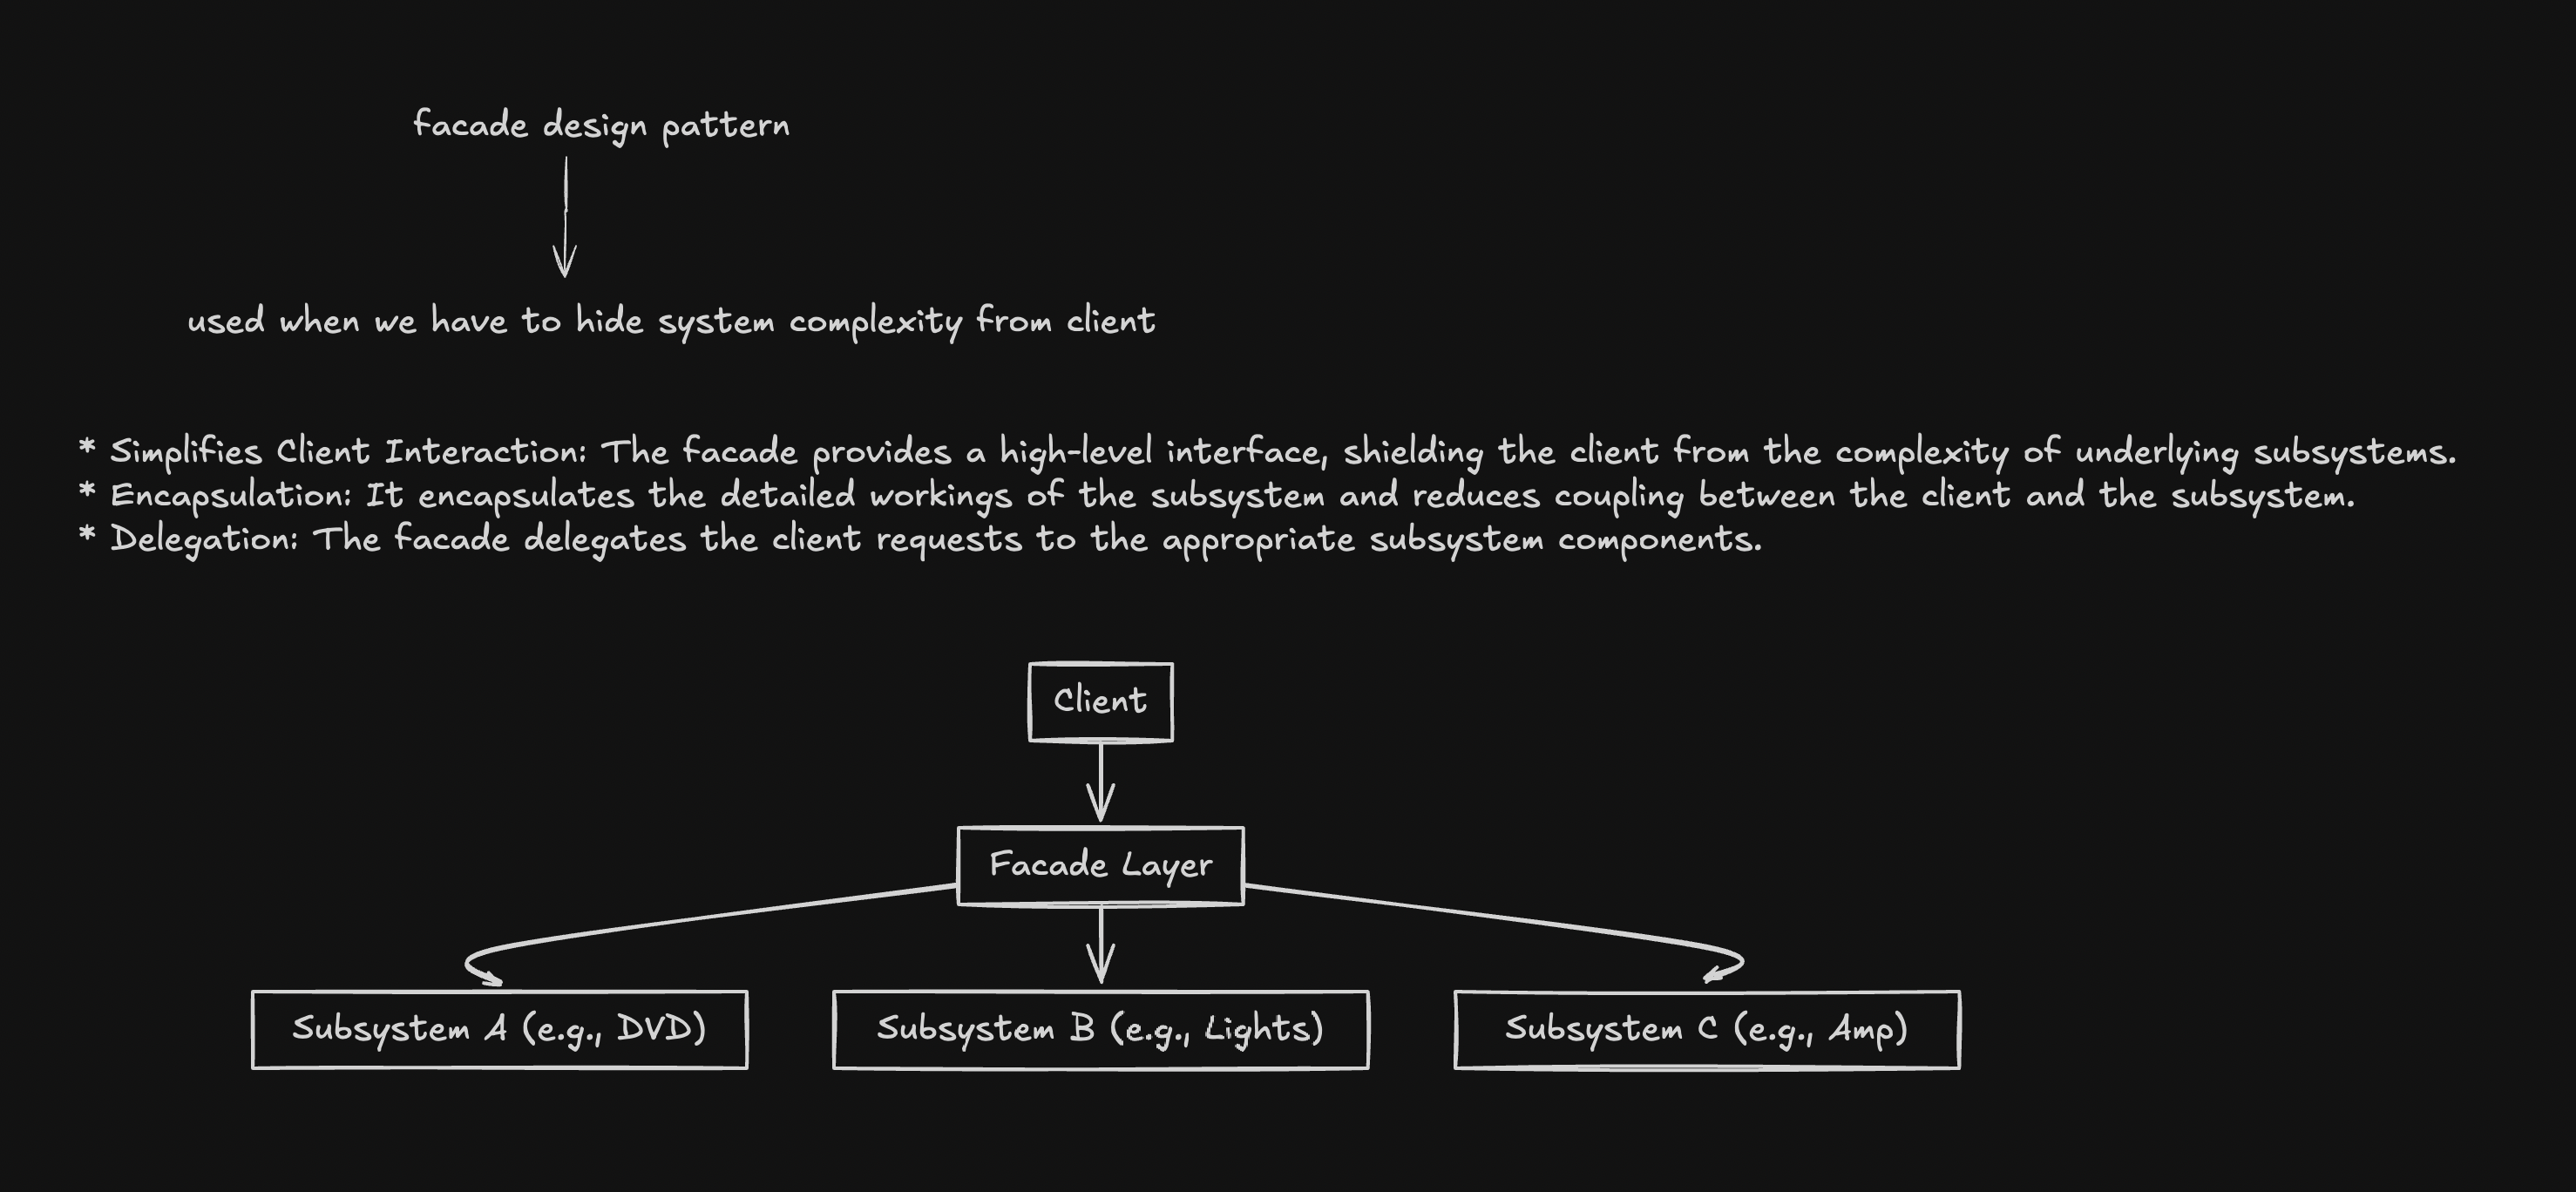 facade design pattern
used when we have to hide system complexity from client
* Simplifies Client Interaction: The facade provides a high-level interface, shielding the client from the complexity of underlying subsystems.
* Encapsulation: It encapsulates the detailed workings of the subsystem and reduces coupling between the client and the subsystem.
* Delegation: The facade delegates the client requests to the appropriate subsystem components.
Client
Facade Layer
Subsystem A (e.g., DVD)
Subsystem B (e.g., Lights)
Subsystem C (e.g., Amp)